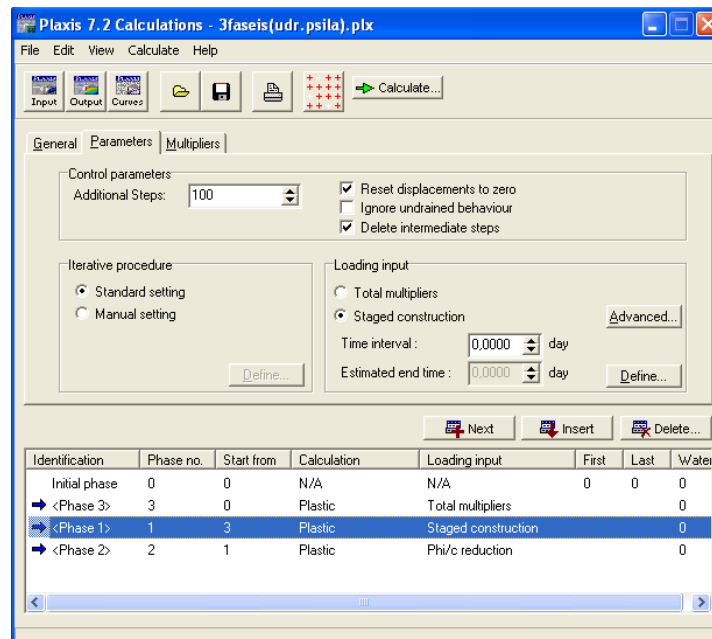 Plaxis 7.2 Calculations - 3faseis(udr.psila).plx
File Edit View Calculate Help
Input Output Curves Calculate...
General Parameters Multipliers
Control parameters
Additional Steps: 100
Reset displacements to zero
Ignore undrained behaviour
Delete intermediate steps
Iterative procedure
Standard setting
Manual setting
Define...
Loading input
Total multipliers
Staged construction
Advanced...
Time interval : 0,0000 day
Estimated end time : 0,0000 day
Define...
Next Insert Delete...
Identification Phase no. Start from Calculation Loading input First Last Water
Initial phase 0 0 N/A N/A 0 0 0
<Phase 3> 3 0 Plastic Total multipliers 0
<Phase 1> 1 3 Plastic Staged construction 0
<Phase 2> 2 1 Plastic Phi/c reduction 0